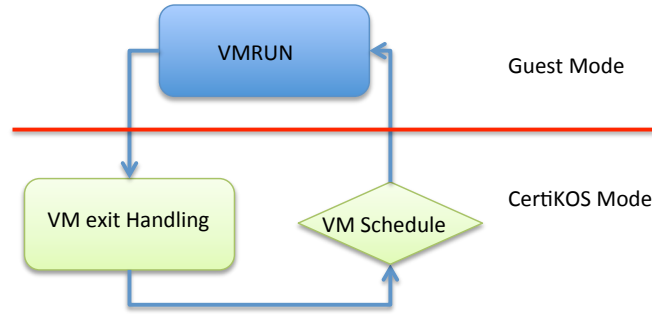 VMRUN
Guest Mode
VM exit Handling
VM Schedule
CertiKOS Mode